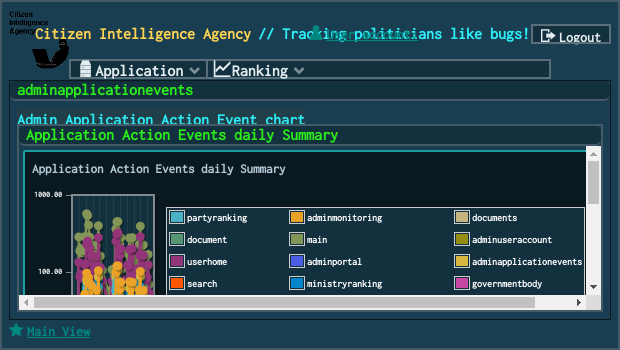 Citizen
Intelligence
Agency
Citizen Intelligence Agency // Tracking politicians like bugs!
Logout
Application
Ranking
adminapplicationevents
Admin Application Action Event chart
Application Action Events daily Summary
Application Action Events daily Summary
1000.00
100.00
partyranking
adminmonitoring
documents
document
main
adminuseraccount
userhome
adminportal
adminapplicationevents
search
ministryranking
governmentbody
Main View